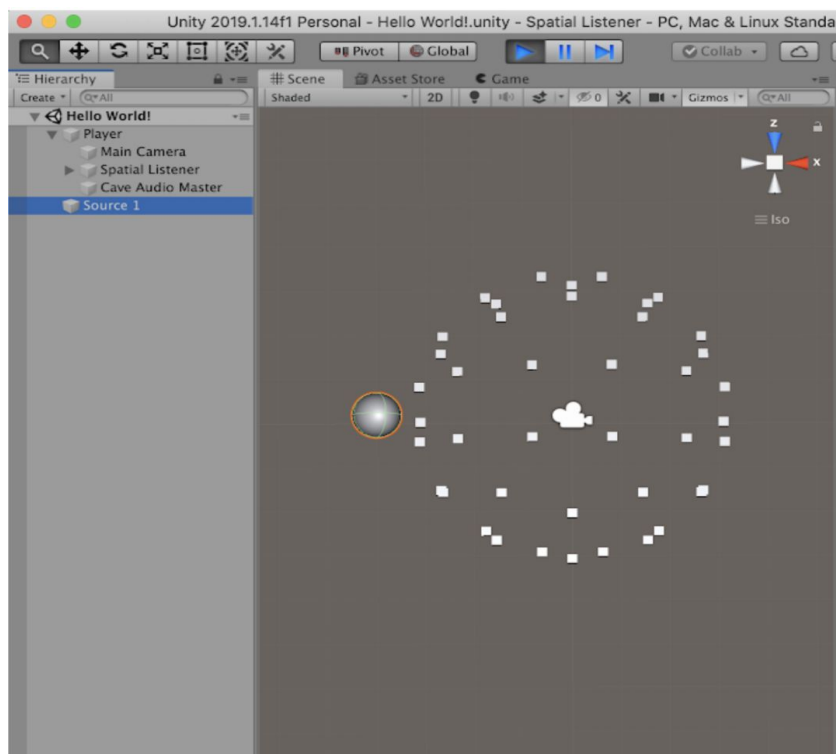 Unity 2019.1.14f1 Personal - Hello World!.unity - Spatial Listener - PC, Mac & Linux Standa
Pivot Global Collab
Hierarchy
Create All
Hello World!
Player
Main Camera
Spatial Listener
Cave Audio Master
Source 1
Scene Asset Store Game
Shaded 2D 0 Gizmos All
z
x
Iso